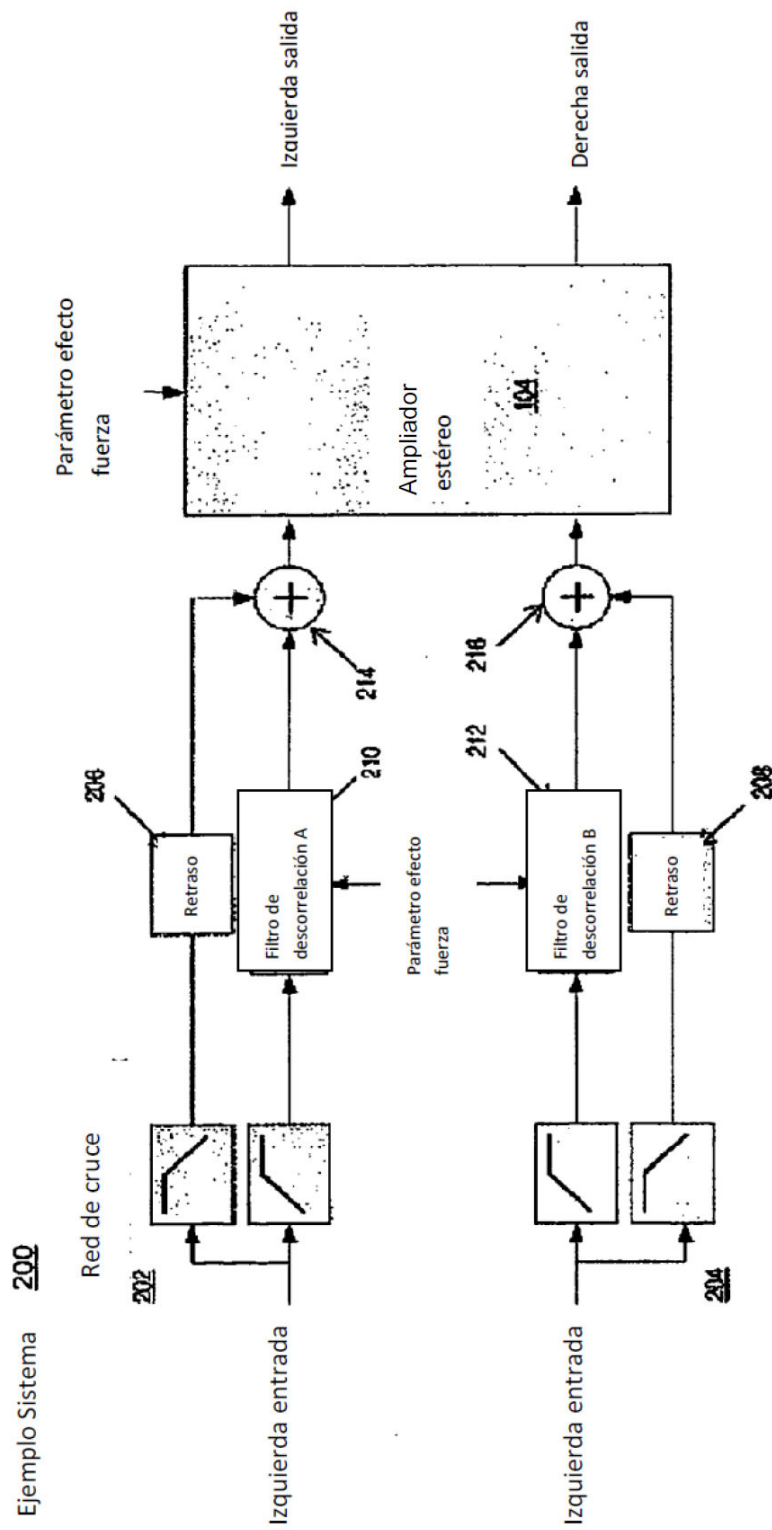 Ejemplo Sistema 200
Red de cruce
202
Izquierda entrada
Izquierda entrada
204
206
Retraso
Filtro de
descorrelación A
210
Parámetro efecto
fuerza
212
Filtro de
descorrelación B
Retraso
208
+
214
216
+
Parámetro efecto
fuerza
Ampliador
estéreo
104
Izquierda salida
Derecha salida